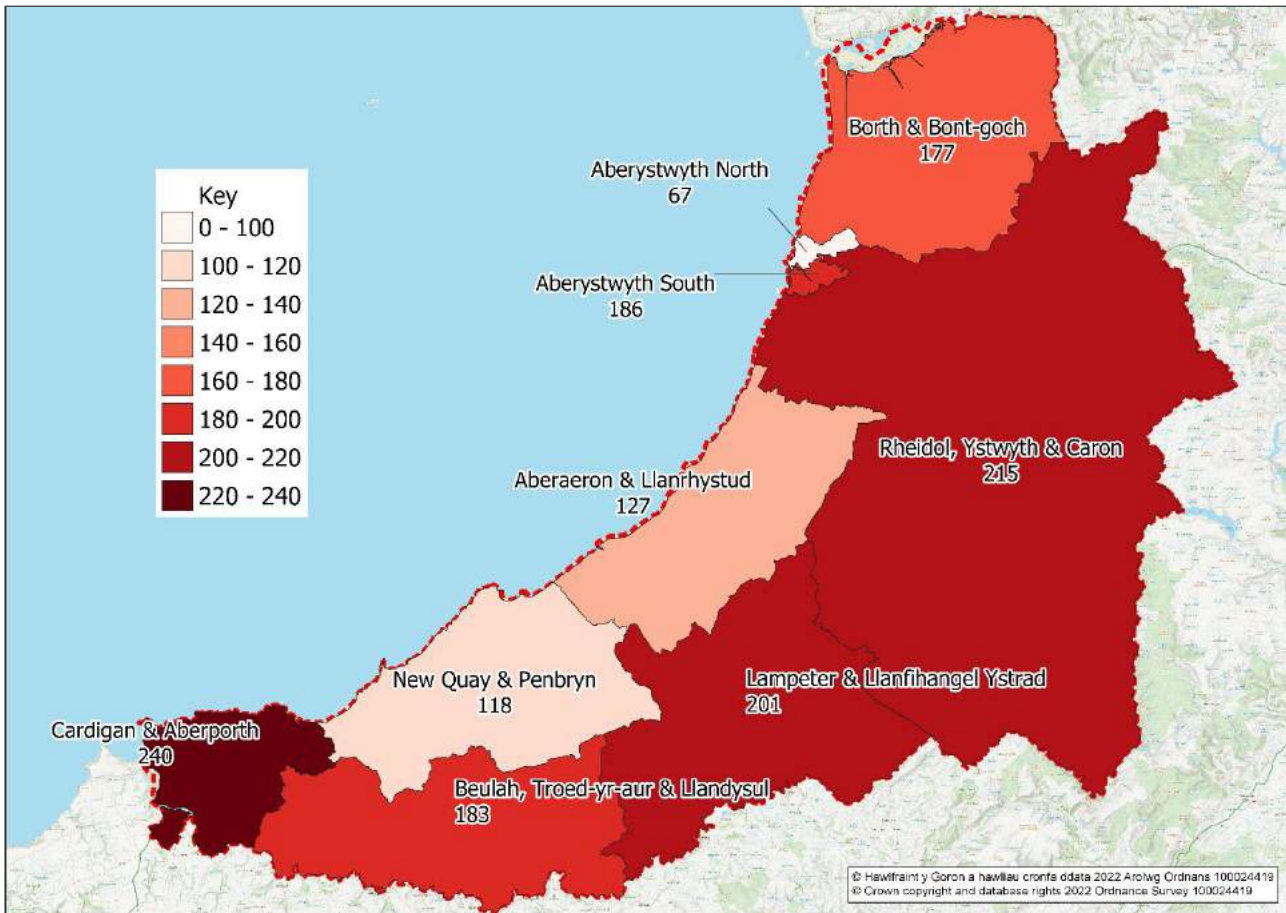 Borth & Bont-goch
177
Aberystwyth North
67
Key
0 - 100
100 - 120
120 - 140
140 - 160
160 - 180
180 - 200
200 - 220
220 - 240
Aberystwyth South
186
Rheidol, Ystwyth & Caron
215
Aberaeron & Llanrhystud
127
New Quay & Penbryn
118
Lampeter & Llanfihangel Ystrad
201
Cardigan & Aberporth
240
Beulah, Troed-yr-aur & Llandysul
183
© Hawlfraint y Goron a hawliau cronfa ddata 2022 Arolwg Ordnans 100024419
© Crown copyright and database rights 2022 Ordnance Survey 100024419